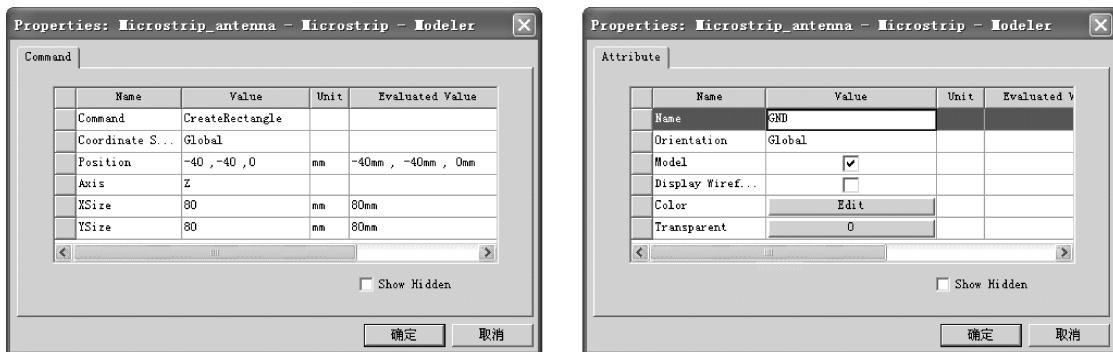 Properties: Microstrip_antenna - Microstrip - Modeler
Command
Name Value Unit Evaluated Value
Command CreateRectangle
Coordinate S... Global
Position -40 ,-40 ,0 mm -40mm , -40mm , 0mm
Axis Z
XSize 80 mm 80mm
YSize 80 mm 80mm
Show Hidden
确定 取消
Properties: Microstrip_antenna - Microstrip - Modeler
Attribute
Name Value Unit Evaluated V
Name GND
Orientation Global
Model
Display Wiref...
Color Edit
Transparent 0
Show Hidden
确定 取消